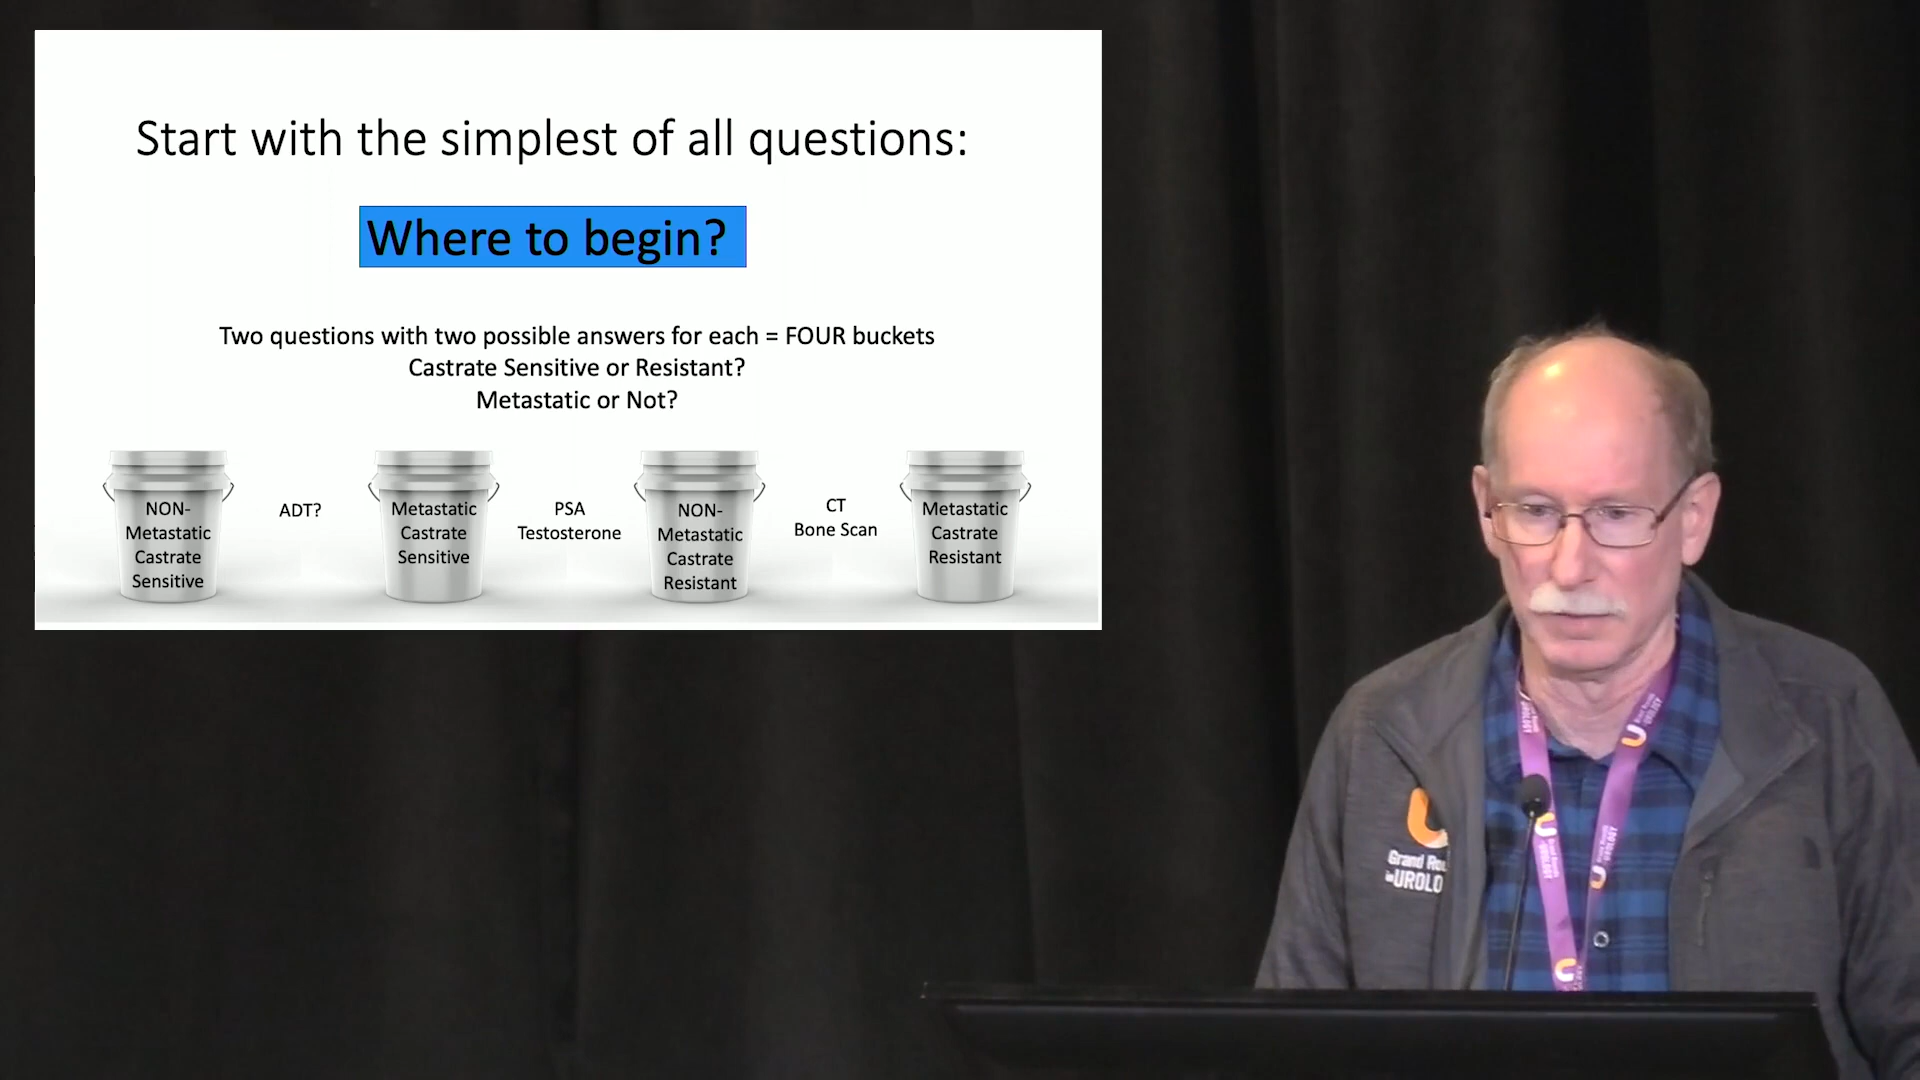 Start with the simplest of all questions:
Where to begin?
Two questions with two possible answers for each = FOUR buckets
Castrate Sensitive or Resistant?
Metastatic or Not?
NON-
Metastatic
Castrate
Sensitive
ADT?
Metastatic
Castrate
Sensitive
PSA
Testosterone
NON-
Metastatic
Castrate
Resistant
CT
Bone Scan
Metastatic
Castrate
Resistant
Grand Rou
in UROLO